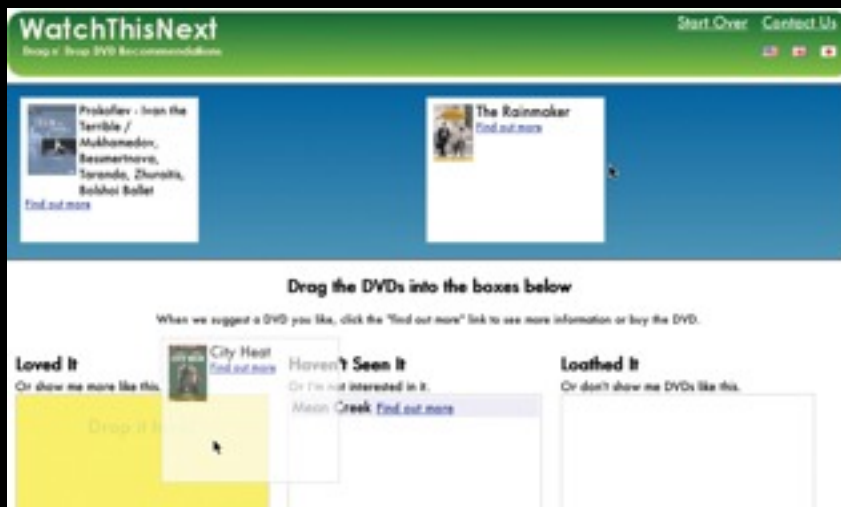 WatchThisNext
Start Over Contact Us
Drag n' Drop DVD Recommendations
Prokofiev - Ivan the
Terrible /
Mukhamedov,
Bessmertnova,
Taranda, Zhuraitis,
Bolshoi Ballet
Find out more
The Rainmaker
Find out more
Drag the DVDs into the boxes below
When we suggest a DVD you like, click the "find out more" link to see more information or buy the DVD.
City Heat
Find out more
Loved It
Or show me more like this.
Drop it
Haven't Seen It
Or I'm not interested in it.
Mean Creek Find out more
Loathed It
Or don't show me DVDs like this.